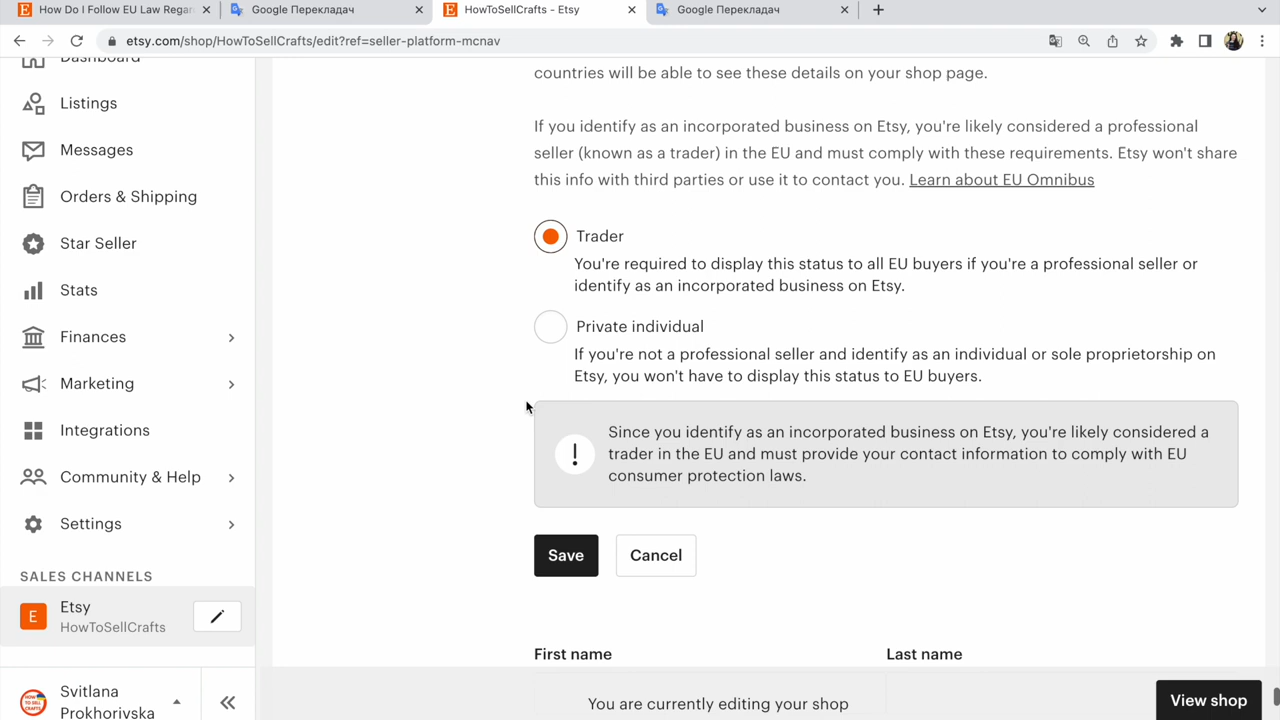 How Do I Follow EU Law Regar
Google Перекладач
HowToSellCrafts - Etsy
Google Перекладач
etsy.com/shop/HowToSellCrafts/edit?ref=seller-platform-mcnav
Dashboard
Listings
Messages
Orders & Shipping
Star Seller
Stats
Finances
Marketing
Integrations
Community & Help
Settings
SALES CHANNELS
E
Etsy
HowToSellCrafts
Svitlana
Prokhorivska
countries will be able to see these details on your shop page.
If you identify as an incorporated business on Etsy, you're likely considered a professional
seller (known as a trader) in the EU and must comply with these requirements. Etsy won't share
this info with third parties or use it to contact you. Learn about EU Omnibus
Trader
You're required to display this status to all EU buyers if you're a professional seller or
identify as an incorporated business on Etsy.
Private individual
If you're not a professional seller and identify as an individual or sole proprietorship on
Etsy, you won't have to display this status to EU buyers.
Since you identify as an incorporated business on Etsy, you're likely considered a
trader in the EU and must provide your contact information to comply with EU
consumer protection laws.
Save
Cancel
First name
Last name
You are currently editing your shop
View shop